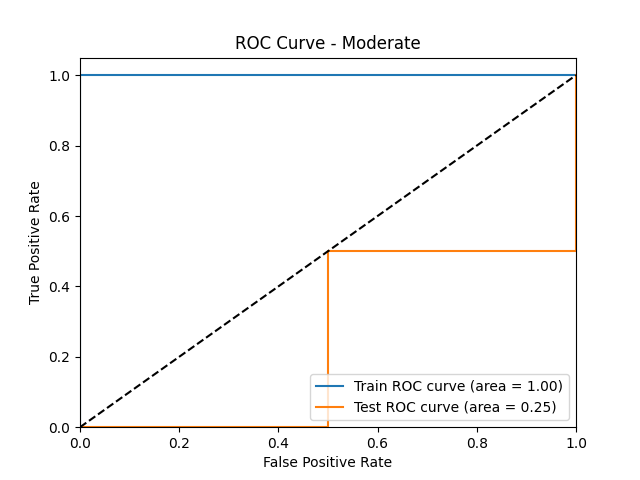 ROC Curve - Moderate
True Positive Rate
1.0
0.8
0.6
0.4
0.2
0.0
Train ROC curve (area = 1.00)
Test ROC curve (area = 0.25)
0.0 0.2 0.4 0.6 0.8 1.0
False Positive Rate